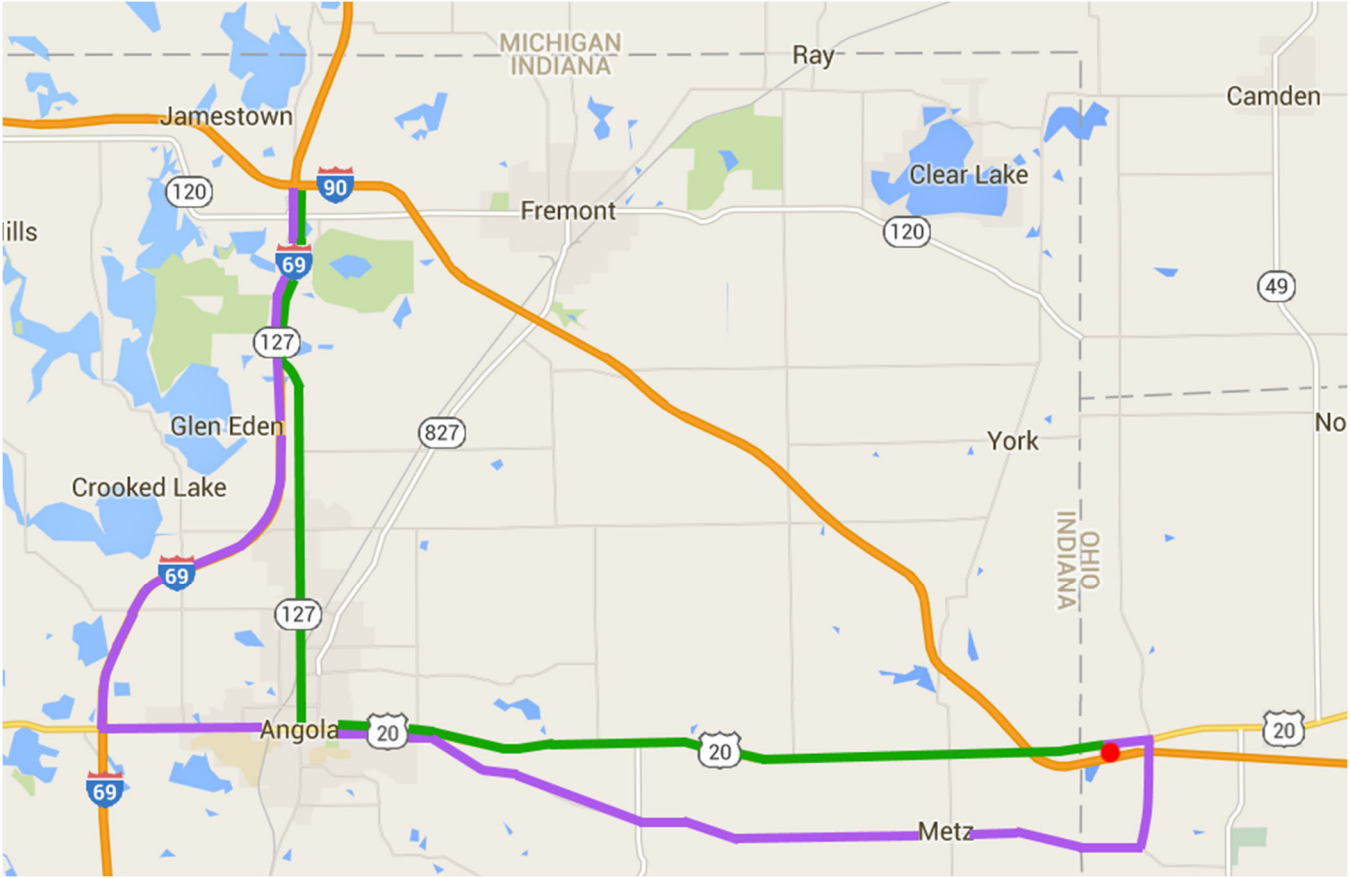 MICHIGAN
INDIANA
Ray
Camden
Jamestown
Clear Lake
90
120
Fremont
120
ills
69
49
127
Glen Eden
827
No
York
Crooked Lake
OHIO
INDIANA
69
127
Angola
20
20
20
69
Metz